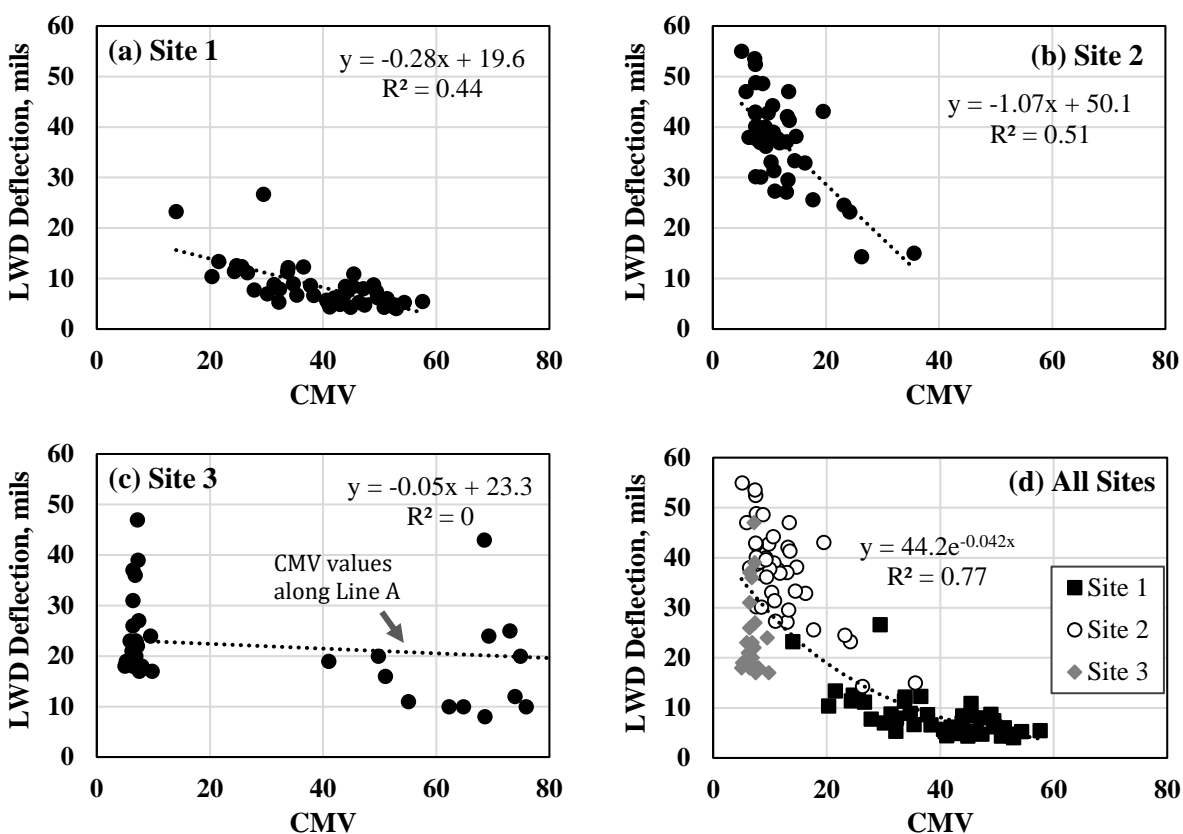 (a) Site 1
y = -0.28x + 19.6
R² = 0.44
LWD Deflection, mils
60
50
40
30
20
10
0
0 20 40 60 80
CMV
(b) Site 2
y = -1.07x + 50.1
R² = 0.51
LWD Deflection, mils
60
50
40
30
20
10
0
0 20 40 60 80
CMV
(c) Site 3
y = -0.05x + 23.3
R² = 0
CMV values
along Line A
LWD Deflection, mils
60
50
40
30
20
10
0
0 20 40 60 80
CMV
(d) All Sites
y = 44.2e^-0.042x
R² = 0.77
Site 1
Site 2
Site 3
LWD Deflection, mils
60
50
40
30
20
10
0
0 20 40 60 80
CMV